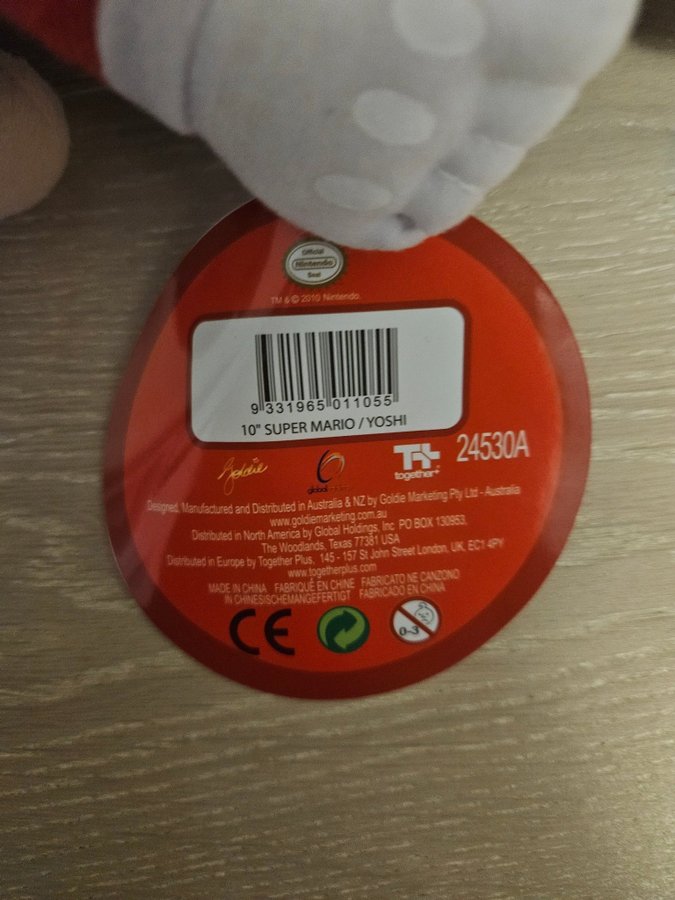 Official
Nintendo
Seal
TM & © 2010 Nintendo.
9 331965 011055
10" SUPER MARIO / YOSHI
Goldie
global holdings
T+
together+
24530A
Designed, Manufactured and Distributed in Australia & NZ by Goldie Marketing Pty Ltd - Australia
www.goldiemarketing.com.au
Distributed in North America by Global Holdings, Inc PO BOX 130953,
The Woodlands, Texas 77381 USA
Distributed in Europe by Together Plus, 145 - 157 St John Street London, UK, EC1 4PY
www.togetherplus.com
MADE IN CHINA FABRIQUÉ EN CHINE FABRICATO NE CANZONO
IN CHINESISCHEMANGEFERTIGT FABRICADO EN CHINA
CE
0-3